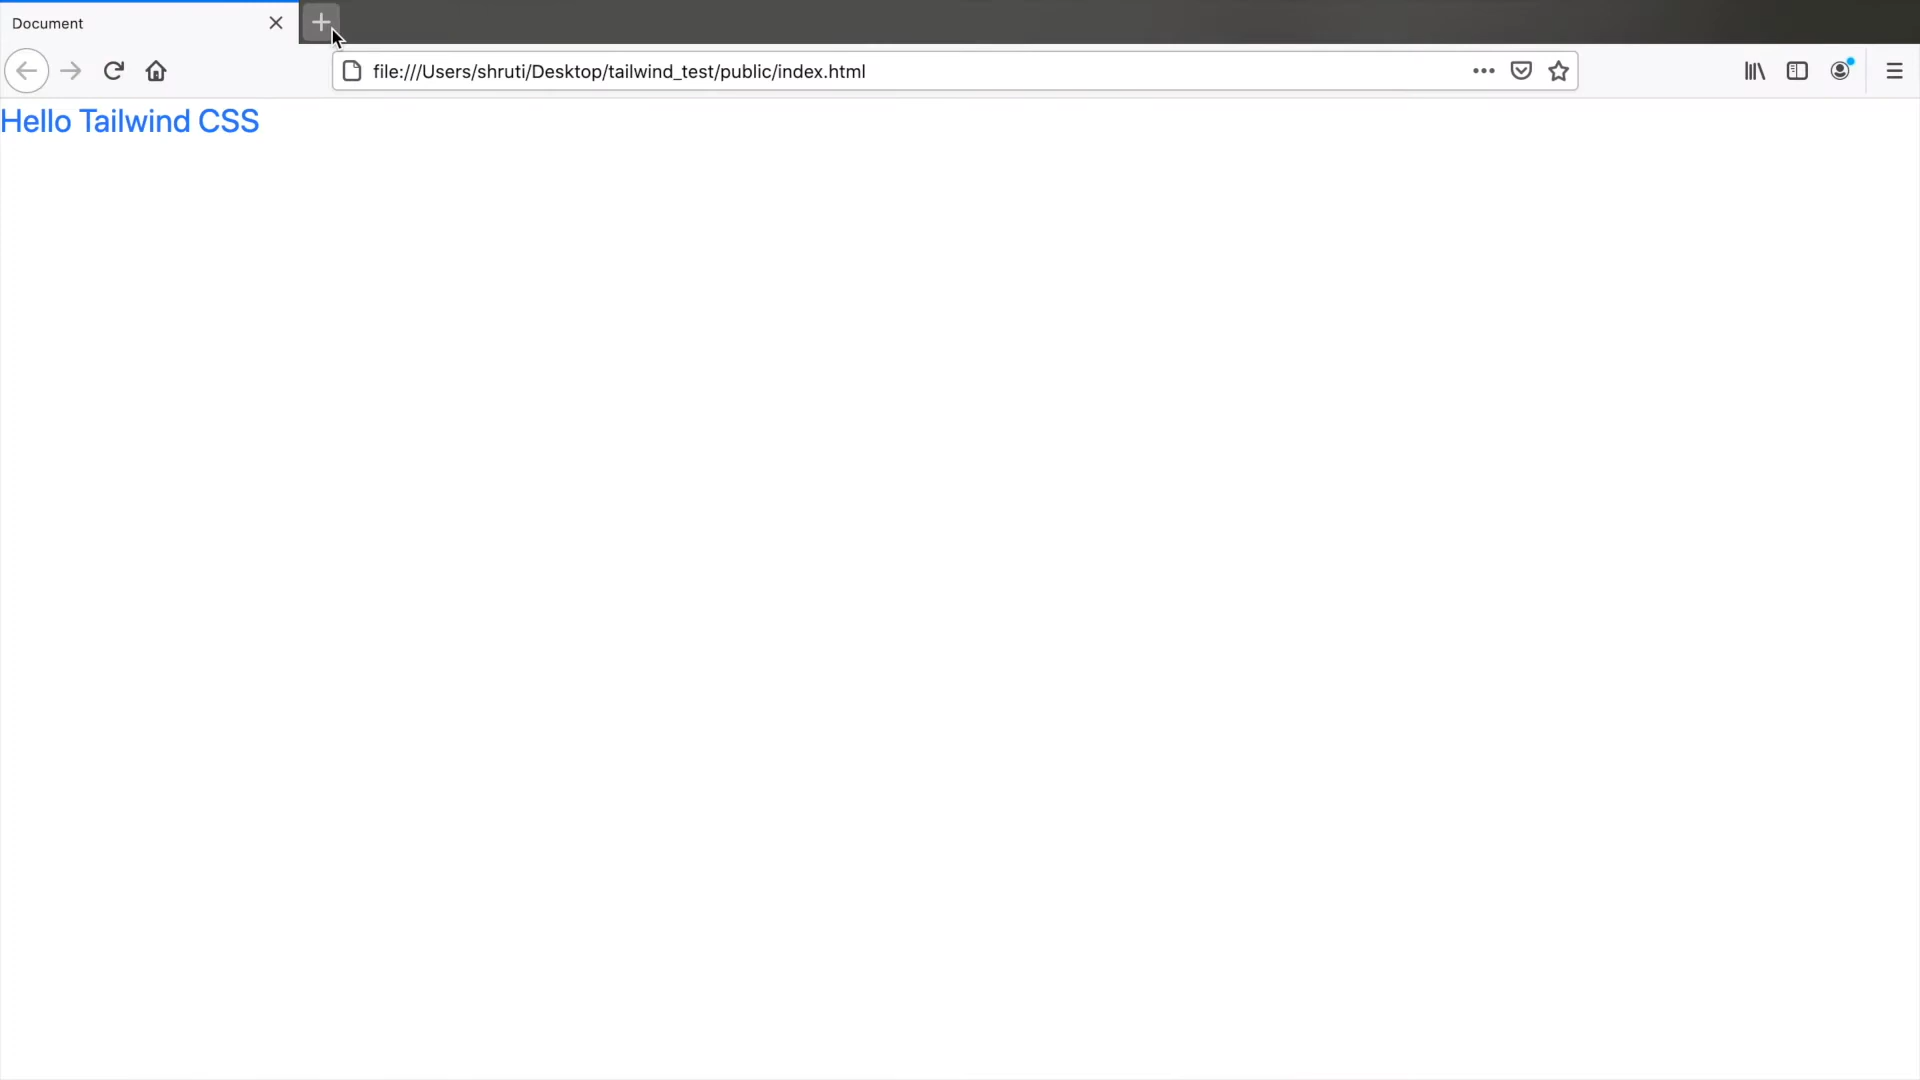 Document
file:///Users/shruti/Desktop/tailwind_test/public/index.html
Hello Tailwind CSS